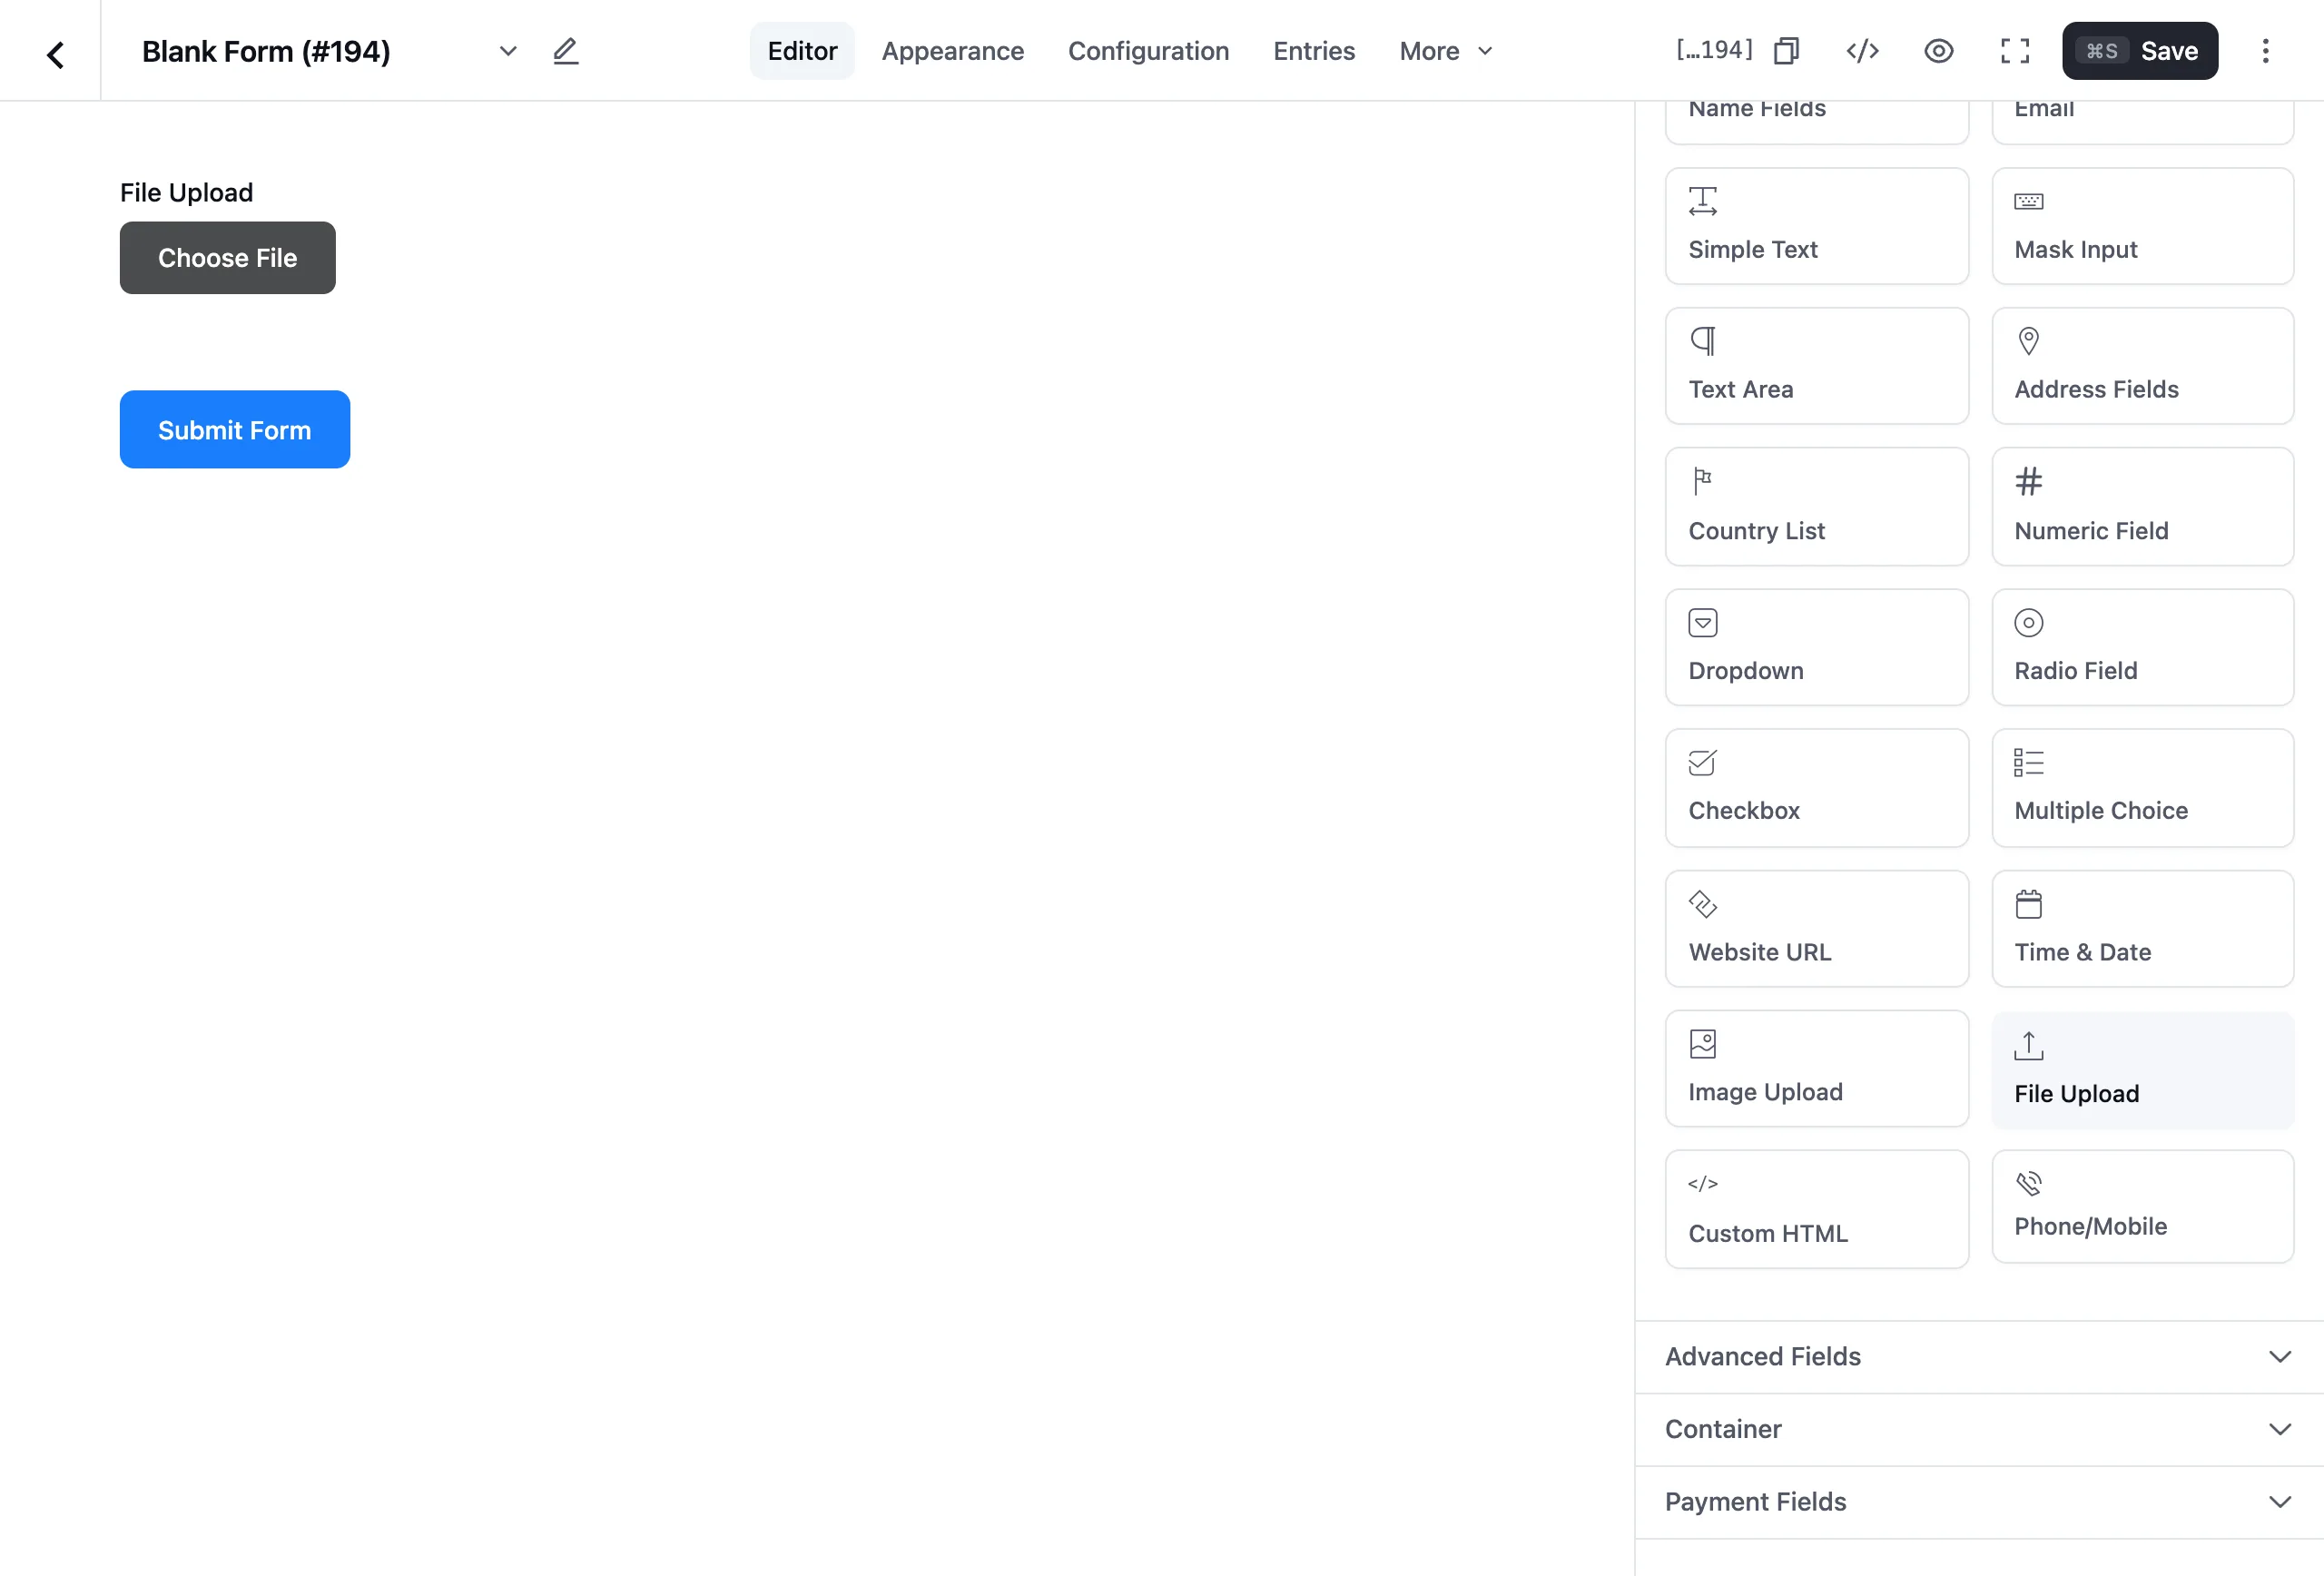 Blank Form (#194)
Editor
Appearance
Configuration
Entries
More
[...194]
</>
⌘S Save
File Upload
Choose File
Submit Form
Name Fields
Email
Simple Text
Mask Input
Text Area
Address Fields
Country List
Numeric Field
Dropdown
Radio Field
Checkbox
Multiple Choice
Website URL
Time & Date
Image Upload
File Upload
</>
Custom HTML
Phone/Mobile
Advanced Fields
Container
Payment Fields